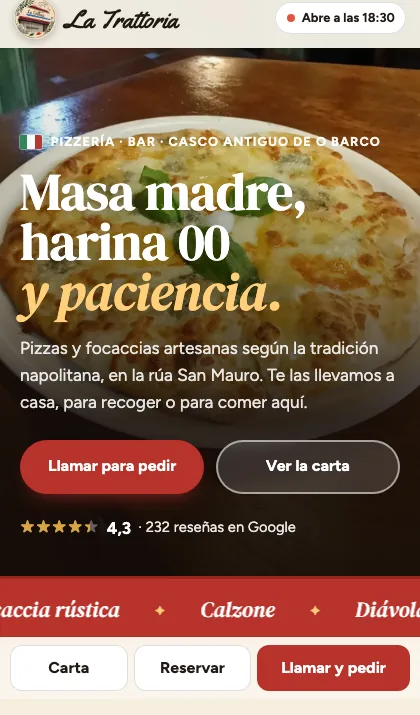 La Trattoria
Abre a las 18:30
PIZZERÍA · BAR · CASCO ANTIGUO DE O BARCO
Masa madre,
harina 00
y paciencia.
Pizzas y focaccias artesanas según la tradición
napolitana, en la rúa San Mauro. Te las llevamos a
casa, para recoger o para comer aquí.
Llamar para pedir
Ver la carta
4,3 · 232 reseñas en Google
accia rústica ✦ Calzone ✦ Diávol
Carta
Reservar
Llamar y pedir